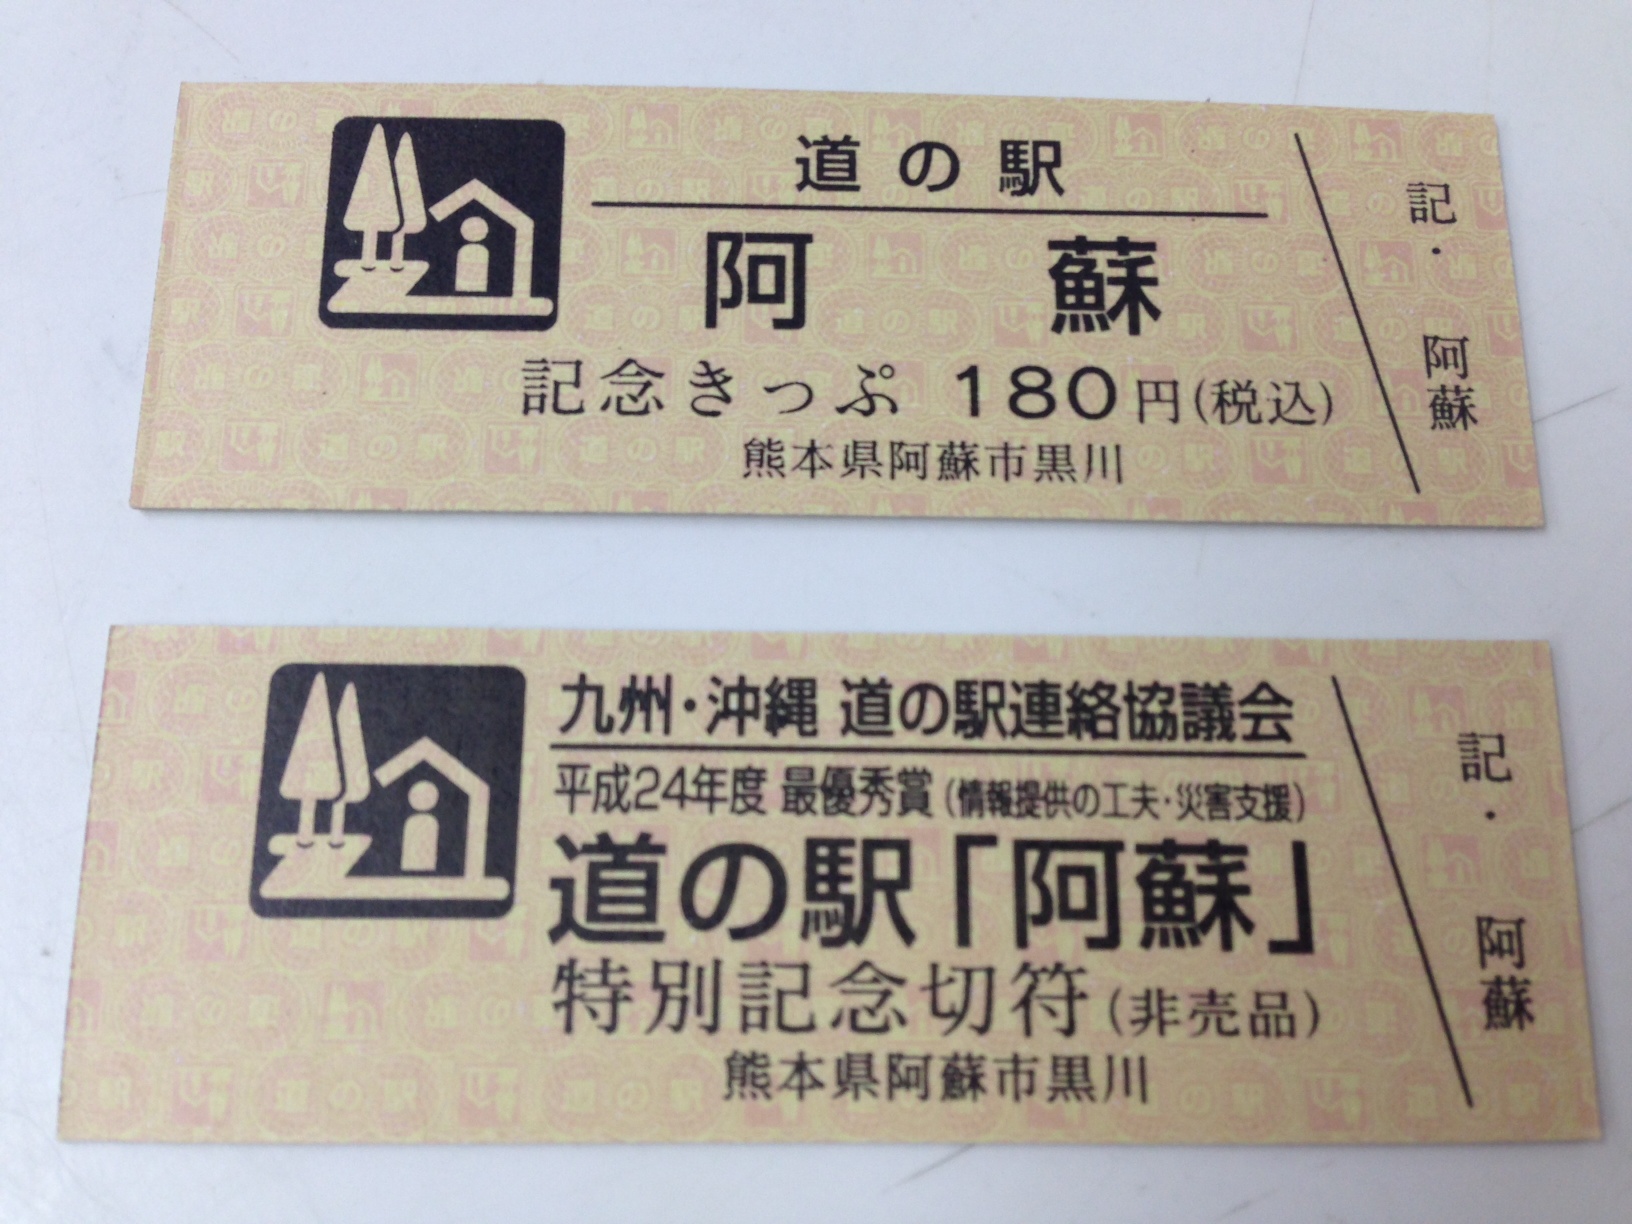 道の駅
阿蘇
記念きっぷ 180円(税込)
熊本県阿蘇市黒川
記・阿蘇
九州・沖縄 道の駅連絡協議会
平成24年度 最優秀賞(情報提供の工夫・災害支援)
道の駅「阿蘇」
特別記念切符(非売品)
熊本県阿蘇市黒川
記・阿蘇